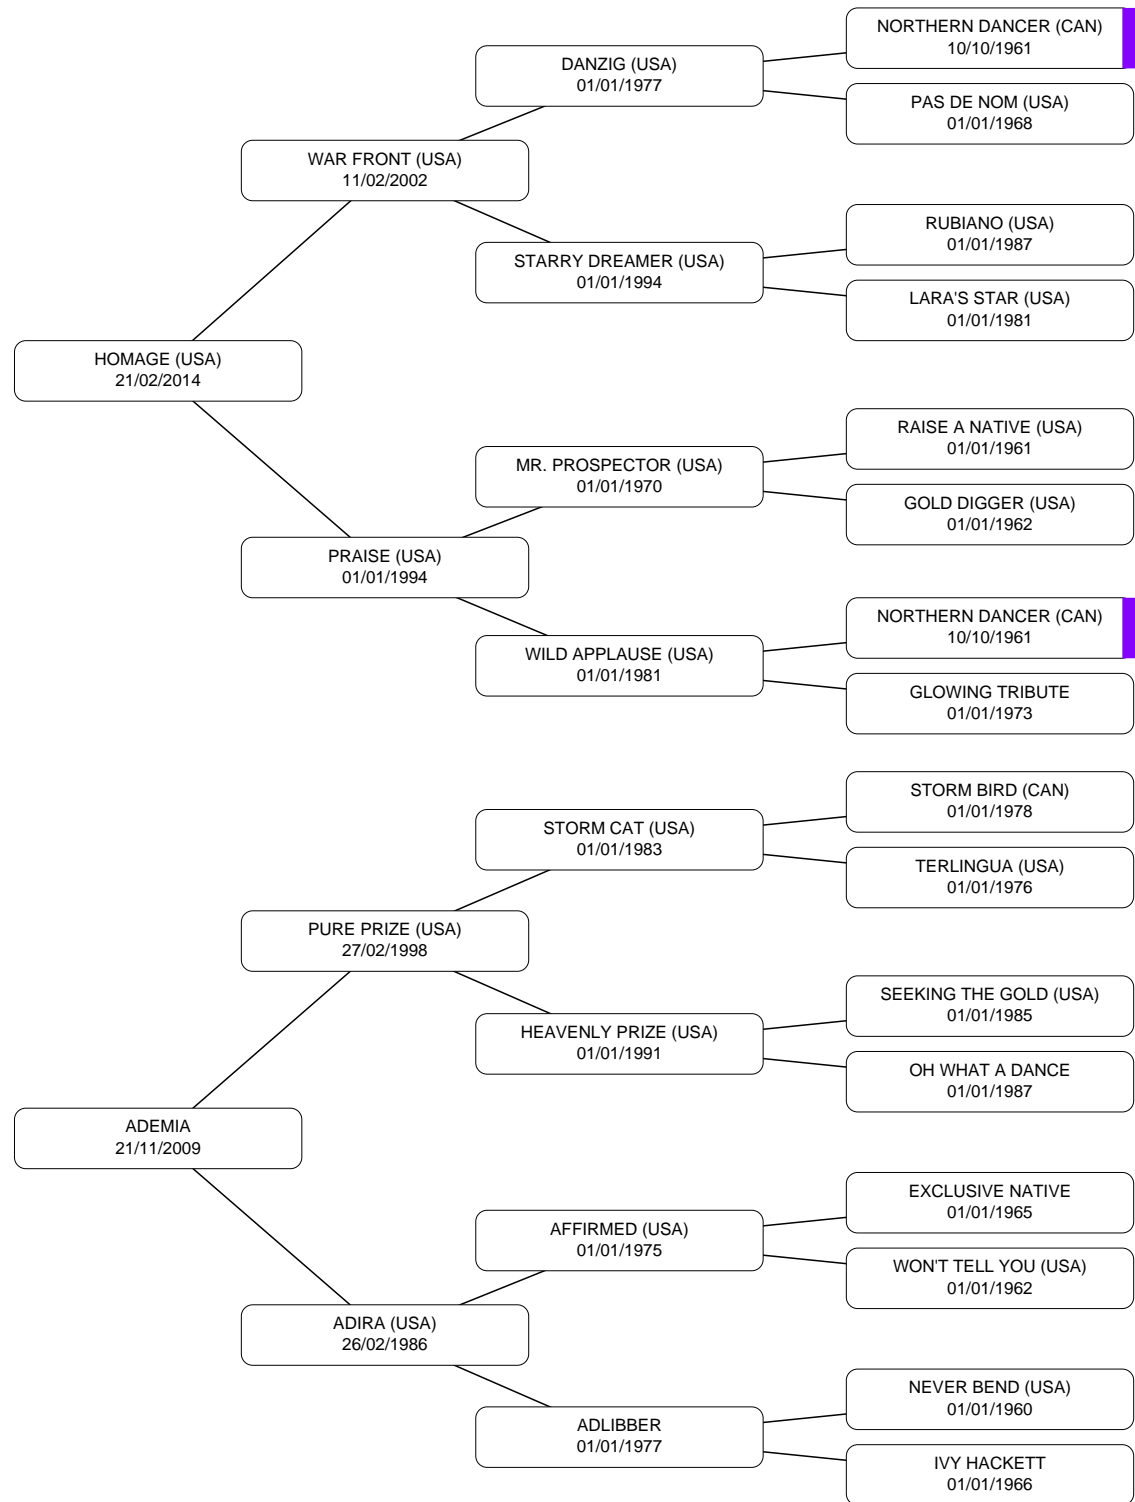 NORTHERN DANCER (CAN)
10/10/1961
DANZIG (USA)
01/01/1977
PAS DE NOM (USA)
01/01/1968
WAR FRONT (USA)
11/02/2002
RUBIANO (USA)
01/01/1987
STARRY DREAMER (USA)
01/01/1994
LARA'S STAR (USA)
01/01/1981
HOMAGE (USA)
21/02/2014
RAISE A NATIVE (USA)
01/01/1961
MR. PROSPECTOR (USA)
01/01/1970
GOLD DIGGER (USA)
01/01/1962
PRAISE (USA)
01/01/1994
NORTHERN DANCER (CAN)
10/10/1961
WILD APPLAUSE (USA)
01/01/1981
GLOWING TRIBUTE
01/01/1973
STORM BIRD (CAN)
01/01/1978
STORM CAT (USA)
01/01/1983
TERLINGUA (USA)
01/01/1976
PURE PRIZE (USA)
27/02/1998
SEEKING THE GOLD (USA)
01/01/1985
HEAVENLY PRIZE (USA)
01/01/1991
OH WHAT A DANCE
01/01/1987
ADEMIA
21/11/2009
EXCLUSIVE NATIVE
01/01/1965
AFFIRMED (USA)
01/01/1975
WON'T TELL YOU (USA)
01/01/1962
ADIRA (USA)
26/02/1986
NEVER BEND (USA)
01/01/1960
ADLIBBER
01/01/1977
IVY HACKETT
01/01/1966